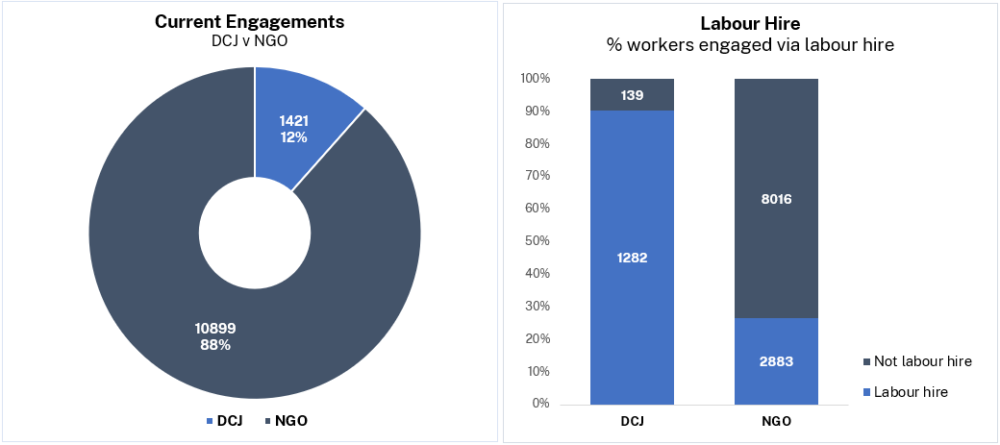 Current Engagements
DCJ v NGO
1421
12%
10899
88%
DCJ
NGO
Labour Hire
% workers engaged via labour hire
100%
90%
80%
70%
60%
50%
40%
30%
20%
10%
0%
139
1282
8016
2883
DCJ
NGO
Not labour hire
Labour hire